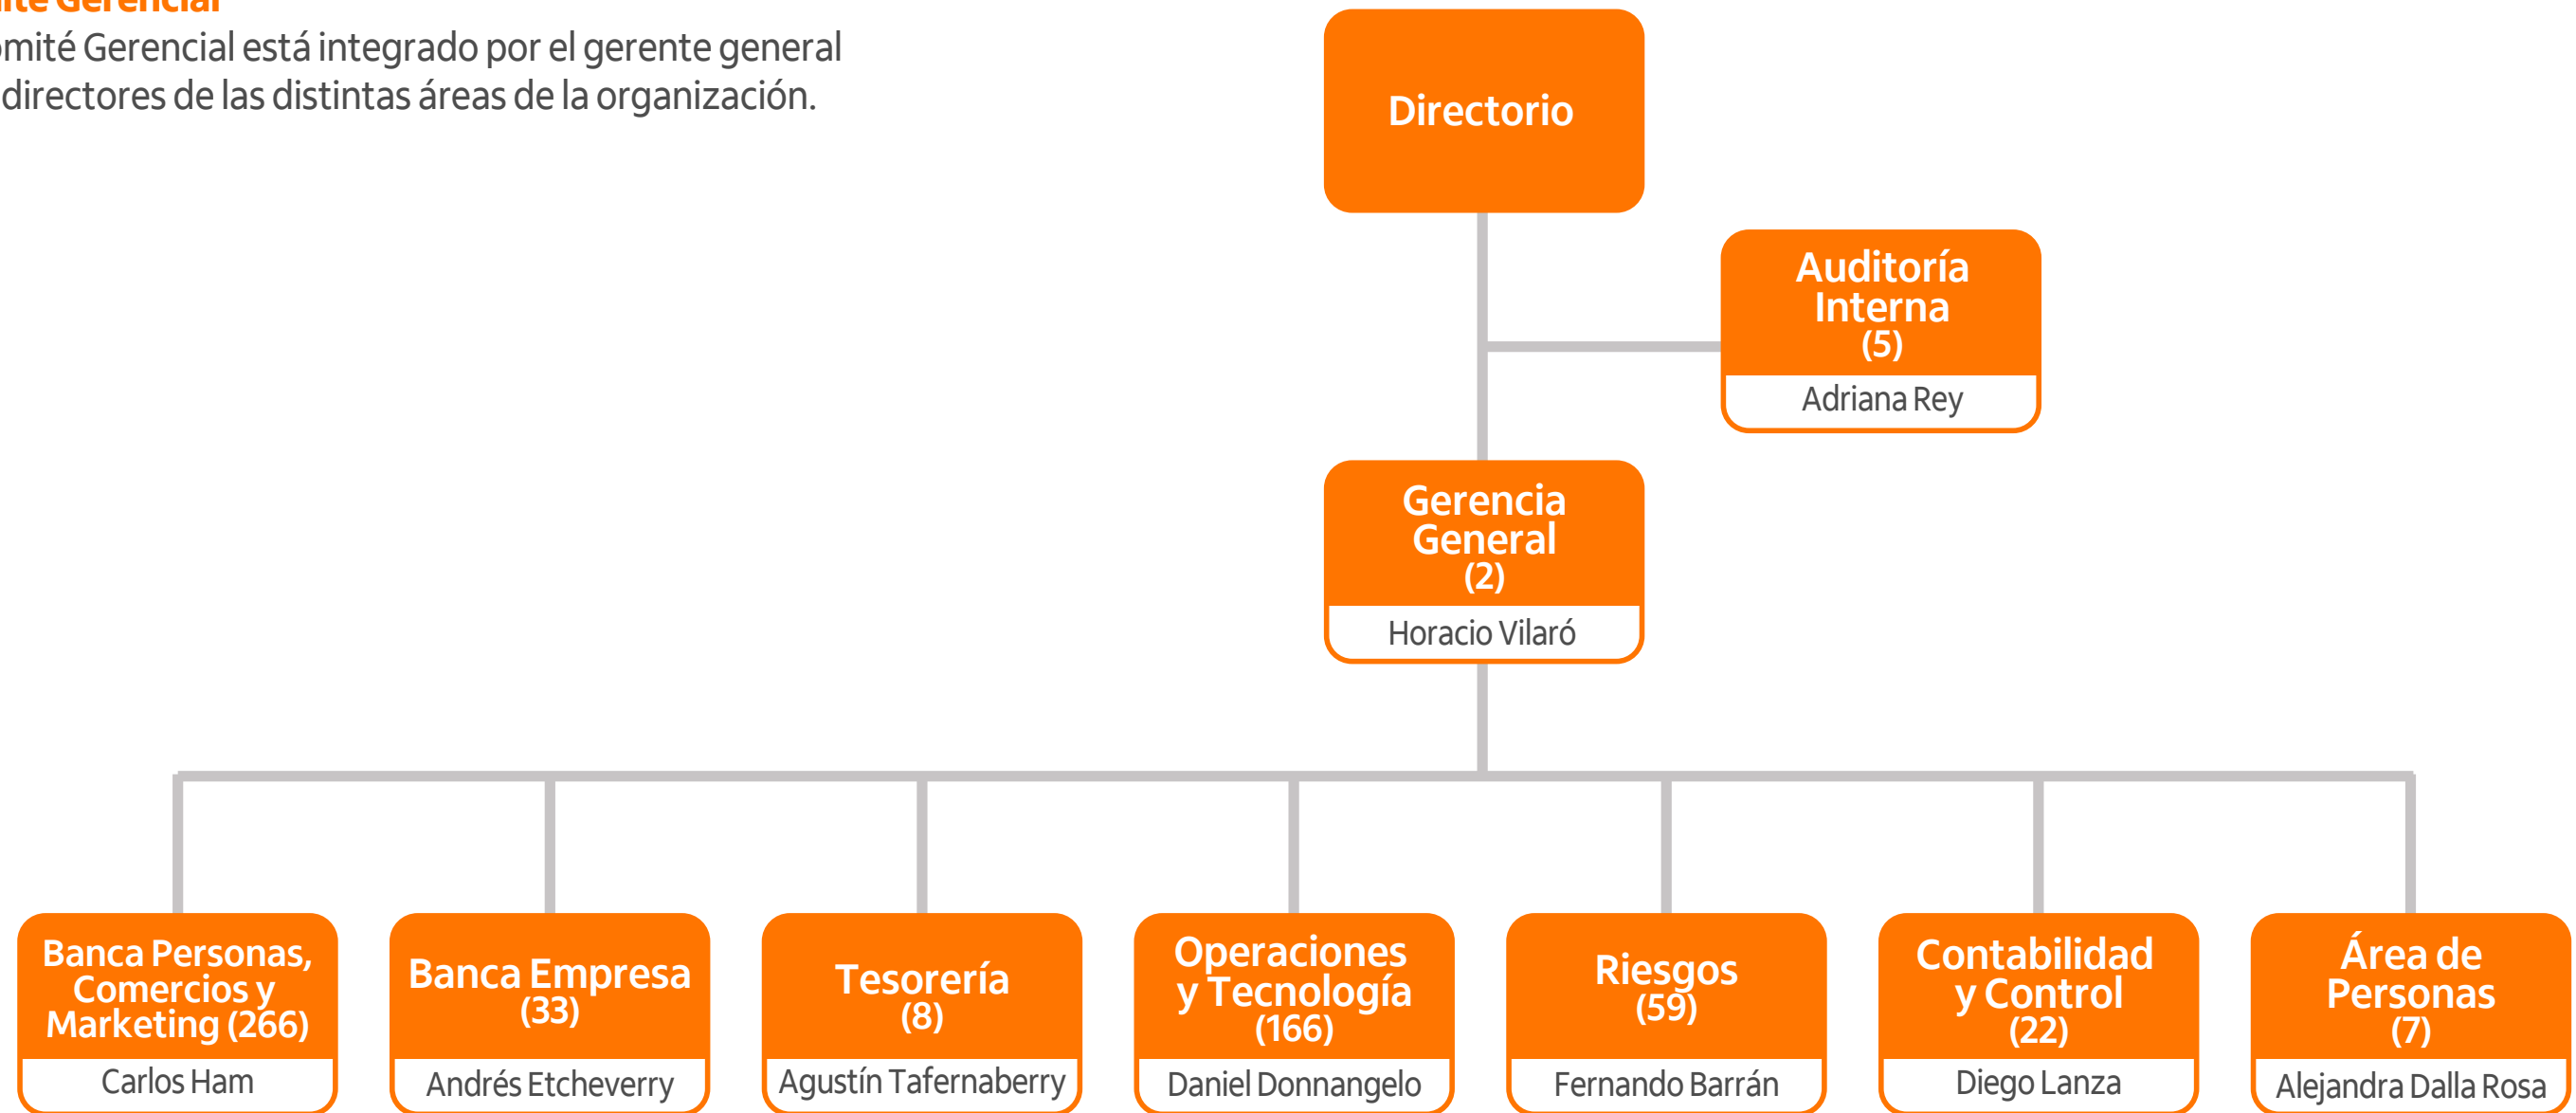 Gerencial
Comité Gerencial está integrado por el gerente general
directores de las distintas áreas de la organización.
Directorio
Auditoría
Interna
(5)
Adriana Rey
Gerencia
General
(2)
Horacio Vilaró
Banca Personas,
Comercios y
Marketing (266)
Carlos Ham
Banca Empresa
(33)
Andrés Etcheverry
Tesorería
(8)
Agustín Tafernaberry
Operaciones
y Tecnología
(166)
Daniel Donnangelo
Riesgos
(59)
Fernando Barrán
Contabilidad
y Control
(22)
Diego Lanza
Área de
Personas
(7)
Alejandra Dalla Rosa